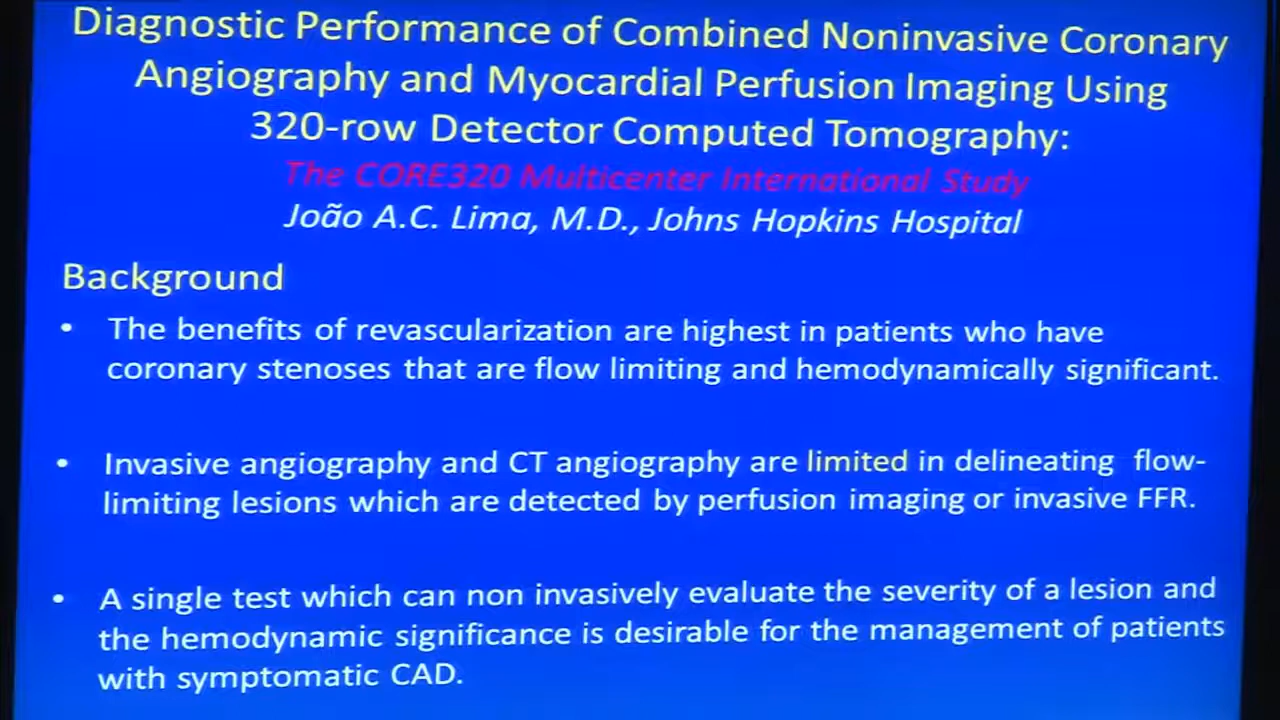 Diagnostic Performance of Combined Noninvasive Coronary
Angiography and Myocardial Perfusion Imaging Using
320-row Detector Computed Tomography:
The CORE320 Multicenter International Study
João A.C. Lima, M.D., Johns Hopkins Hospital
Background
• The benefits of revascularization are highest in patients who have
coronary stenoses that are flow limiting and hemodynamically significant.
• Invasive angiography and CT angiography are limited in delineating flow-
limiting lesions which are detected by perfusion imaging or invasive FFR.
• A single test which can non invasively evaluate the severity of a lesion and
the hemodynamic significance is desirable for the management of patients
with symptomatic CAD.